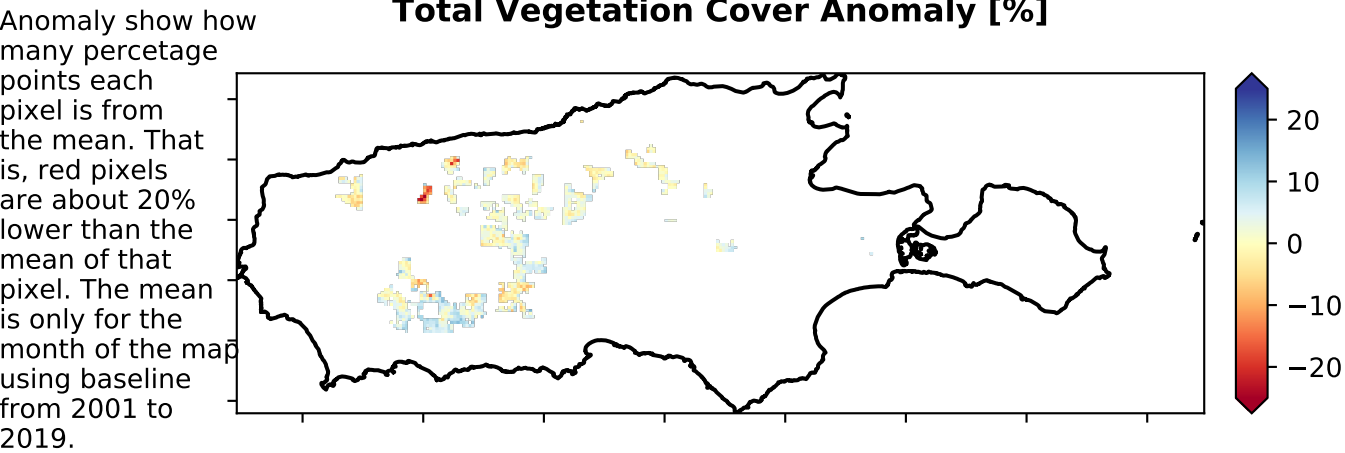 Total Vegetation Cover Anomaly [%]
Anomaly show how
many percetage
points each
pixel is from
the mean. That
is, red pixels
are about 20%
lower than the
mean of that
pixel. The mean
is only for the
month of the map
using baseline
from 2001 to
2019.
20
10
0
−10
−20